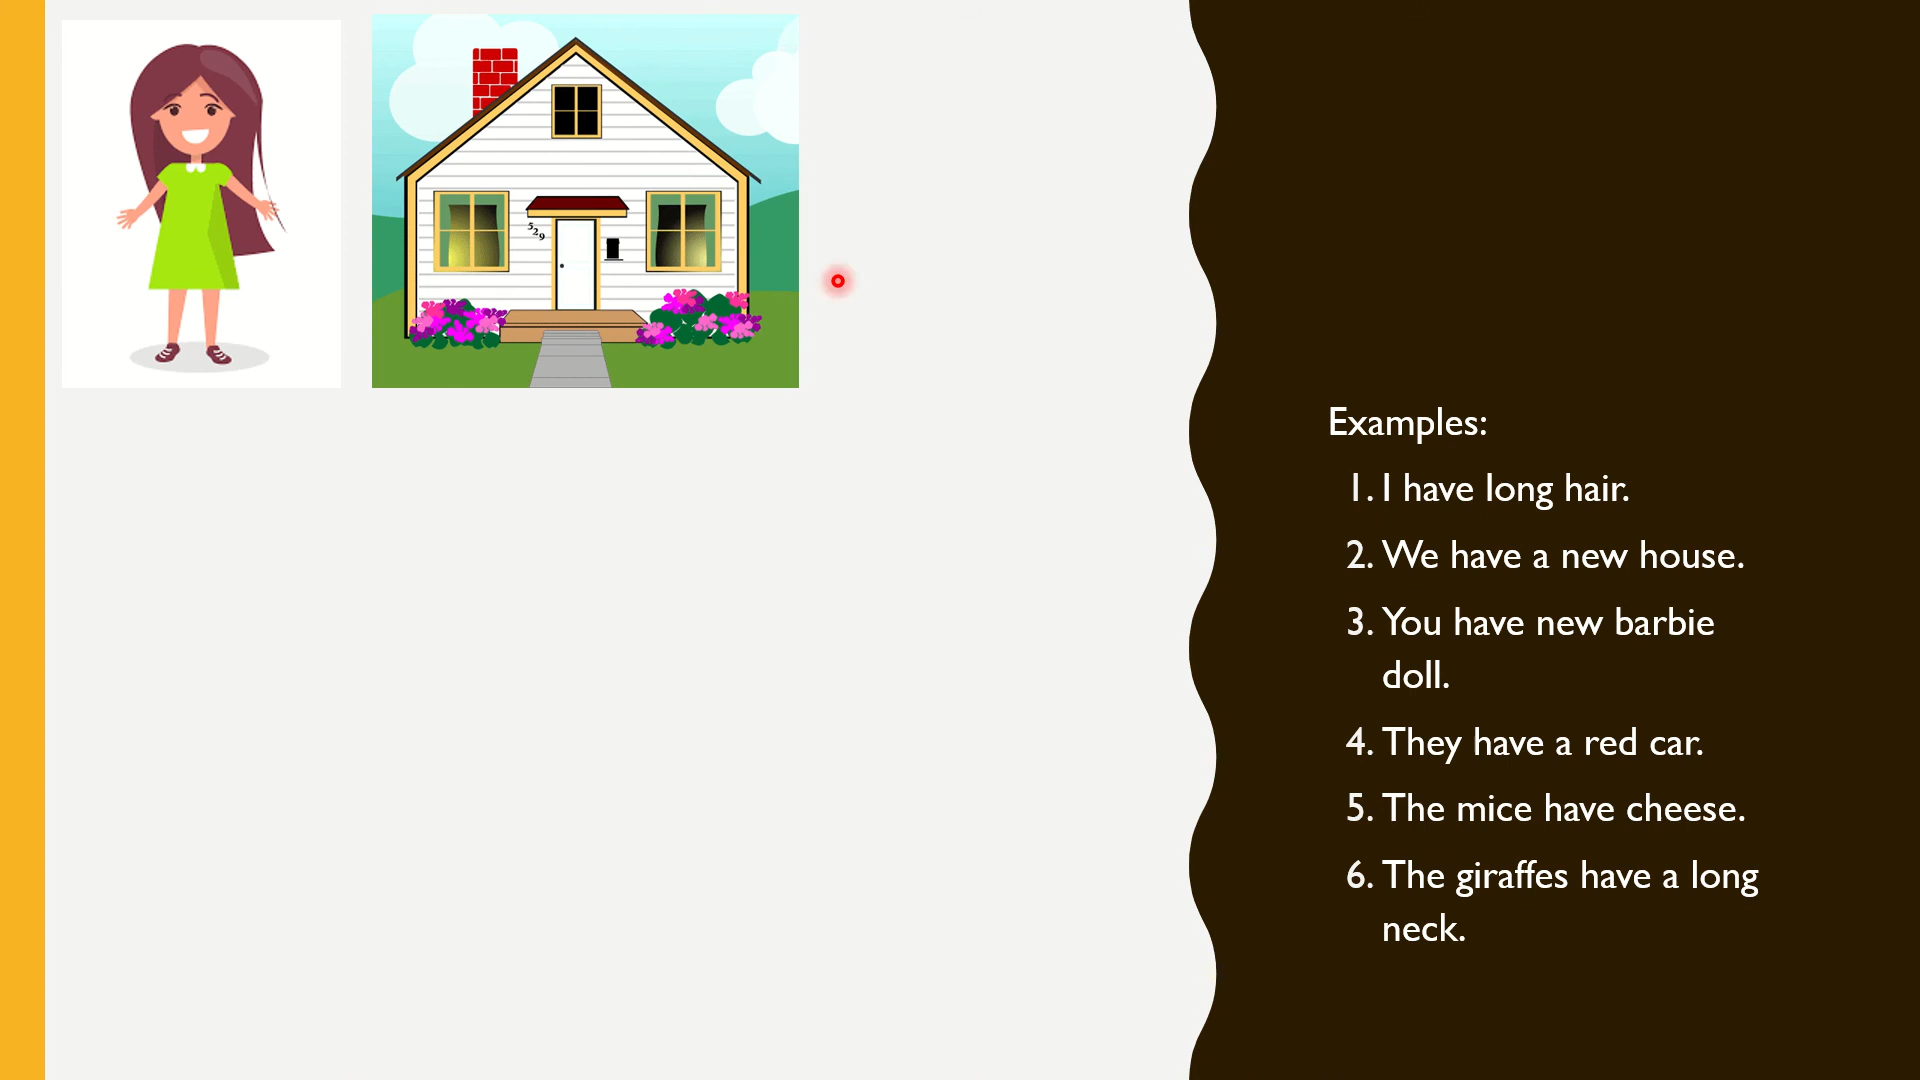 529
Examples:
1. I have long hair.
2. We have a new house.
3. You have new barbie
doll.
4. They have a red car.
5. The mice have cheese.
6. The giraffes have a long
neck.